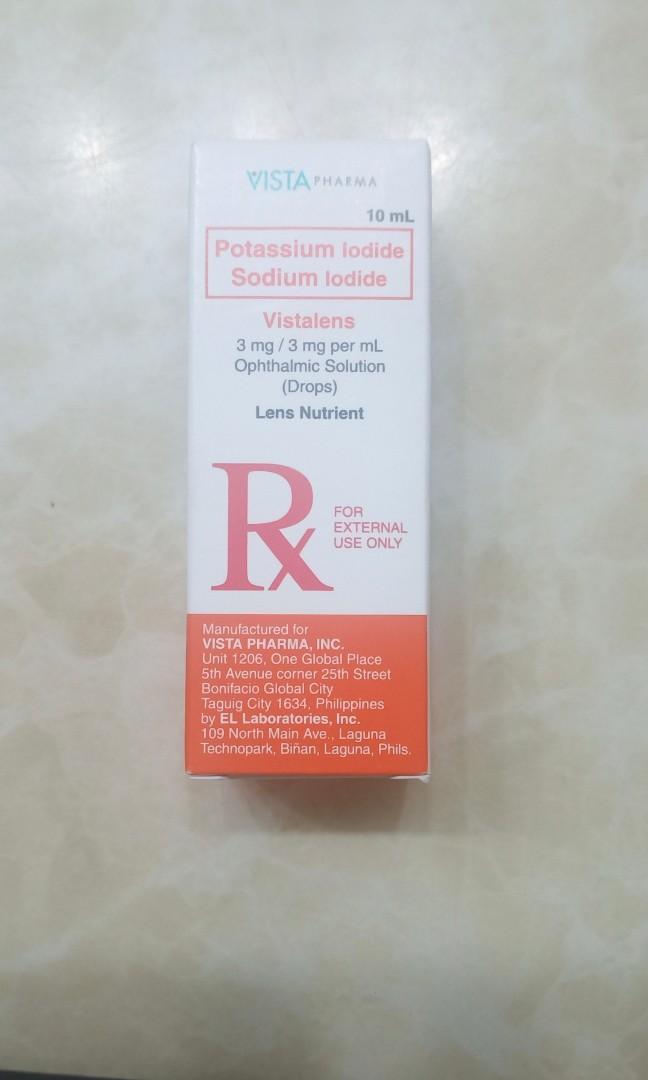 VISTA PHARMA
10 mL
Potassium Iodide
Sodium Iodide
Vistalens
3 mg / 3 mg per mL
Ophthalmic Solution
(Drops)
Lens Nutrient
Rx
FOR
EXTERNAL
USE ONLY
Manufactured for
VISTA PHARMA, INC.
Unit 1206, One Global Place
5th Avenue corner 25th Street
Bonifacio Global City
Taguig City 1634, Philippines
by EL Laboratories, Inc.
109 North Main Ave., Laguna
Technopark, Biñan, Laguna, Phils.